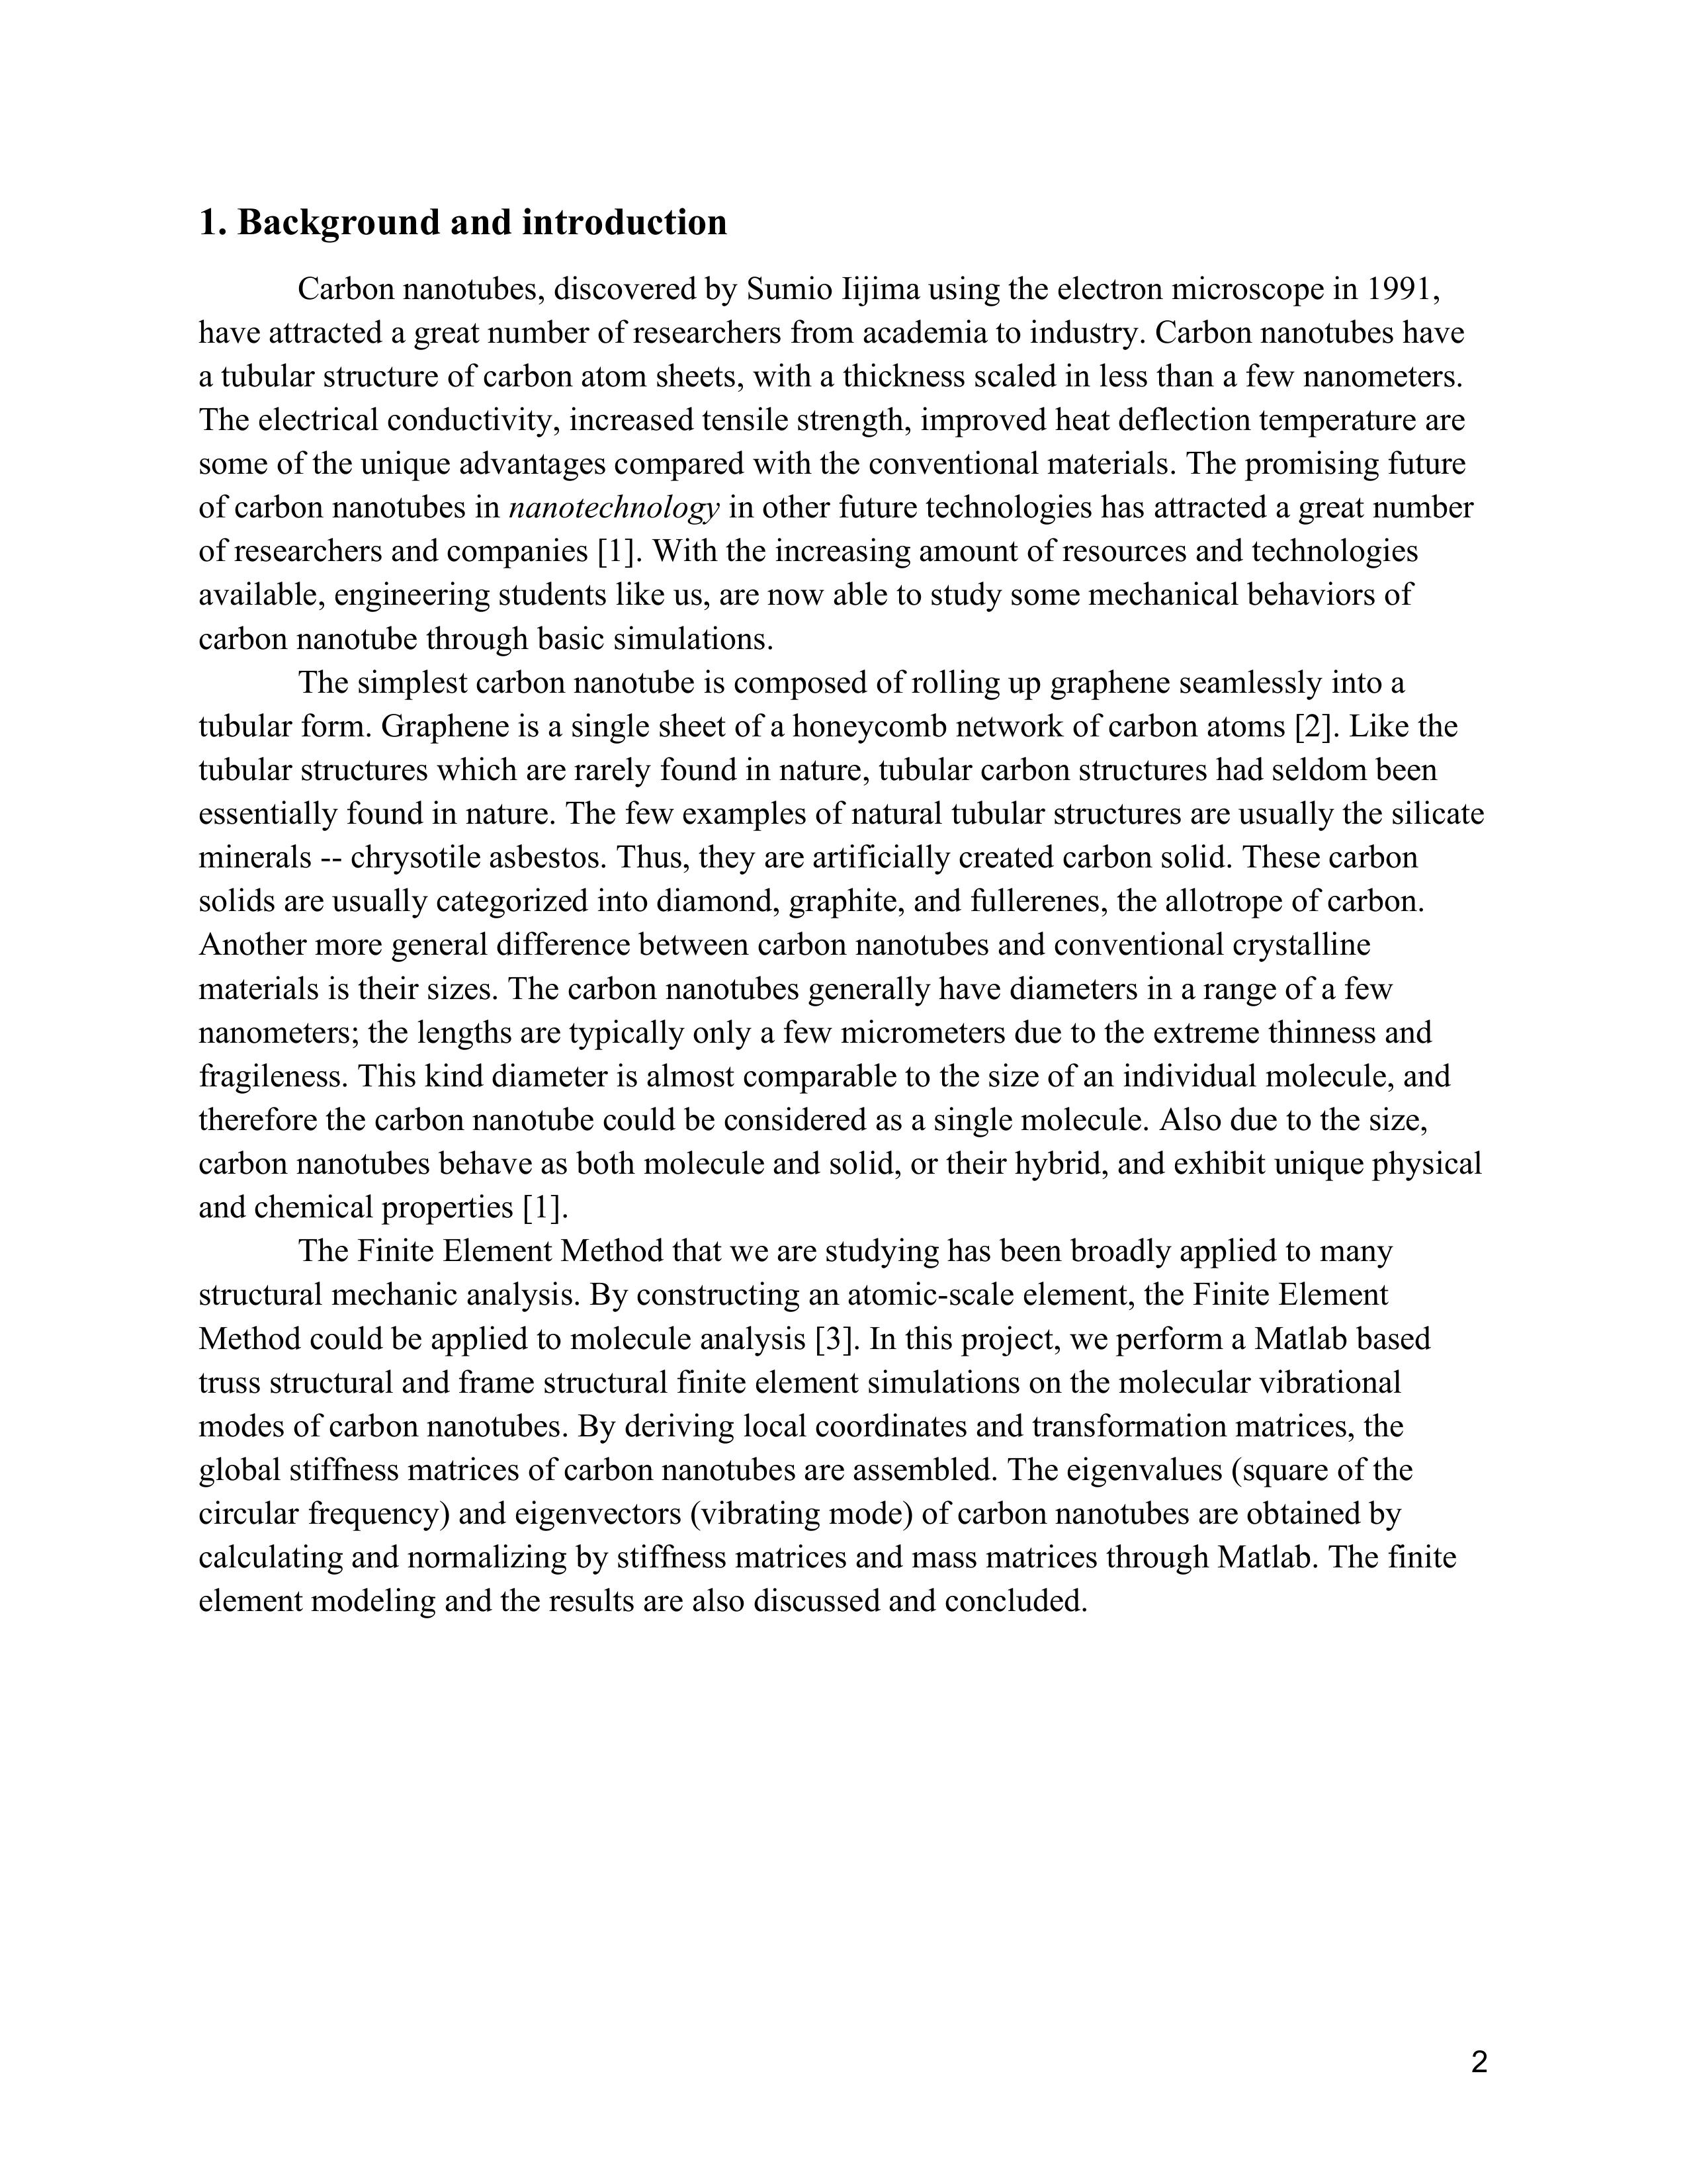 1. Background and introduction
Carbon nanotubes, discovered by Sumio Iijima using the electron microscope in 1991,
have attracted a great number of researchers from academia to industry. Carbon nanotubes have
a tubular structure of carbon atom sheets, with a thickness scaled in less than a few nanometers.
The electrical conductivity, increased tensile strength, improved heat deflection temperature are
some of the unique advantages compared with the conventional materials. The promising future
of carbon nanotubes in nanotechnology in other future technologies has attracted a great number
of researchers and companies [1]. With the increasing amount of resources and technologies
available, engineering students like us, are now able to study some mechanical behaviors of
carbon nanotube through basic simulations.
The simplest carbon nanotube is composed of rolling up graphene seamlessly into a
tubular form. Graphene is a single sheet of a honeycomb network of carbon atoms [2]. Like the
tubular structures which are rarely found in nature, tubular carbon structures had seldom been
essentially found in nature. The few examples of natural tubular structures are usually the silicate
minerals -- chrysotile asbestos. Thus, they are artificially created carbon solid. These carbon
solids are usually categorized into diamond, graphite, and fullerenes, the allotrope of carbon.
Another more general difference between carbon nanotubes and conventional crystalline
materials is their sizes. The carbon nanotubes generally have diameters in a range of a few
nanometers; the lengths are typically only a few micrometers due to the extreme thinness and
fragileness. This kind diameter is almost comparable to the size of an individual molecule, and
therefore the carbon nanotube could be considered as a single molecule. Also due to the size,
carbon nanotubes behave as both molecule and solid, or their hybrid, and exhibit unique physical
and chemical properties [1].
The Finite Element Method that we are studying has been broadly applied to many
structural mechanic analysis. By constructing an atomic-scale element, the Finite Element
Method could be applied to molecule analysis [3]. In this project, we perform a Matlab based
truss structural and frame structural finite element simulations on the molecular vibrational
modes of carbon nanotubes. By deriving local coordinates and transformation matrices, the
global stiffness matrices of carbon nanotubes are assembled. The eigenvalues (square of the
circular frequency) and eigenvectors (vibrating mode) of carbon nanotubes are obtained by
calculating and normalizing by stiffness matrices and mass matrices through Matlab. The finite
element modeling and the results are also discussed and concluded.
2